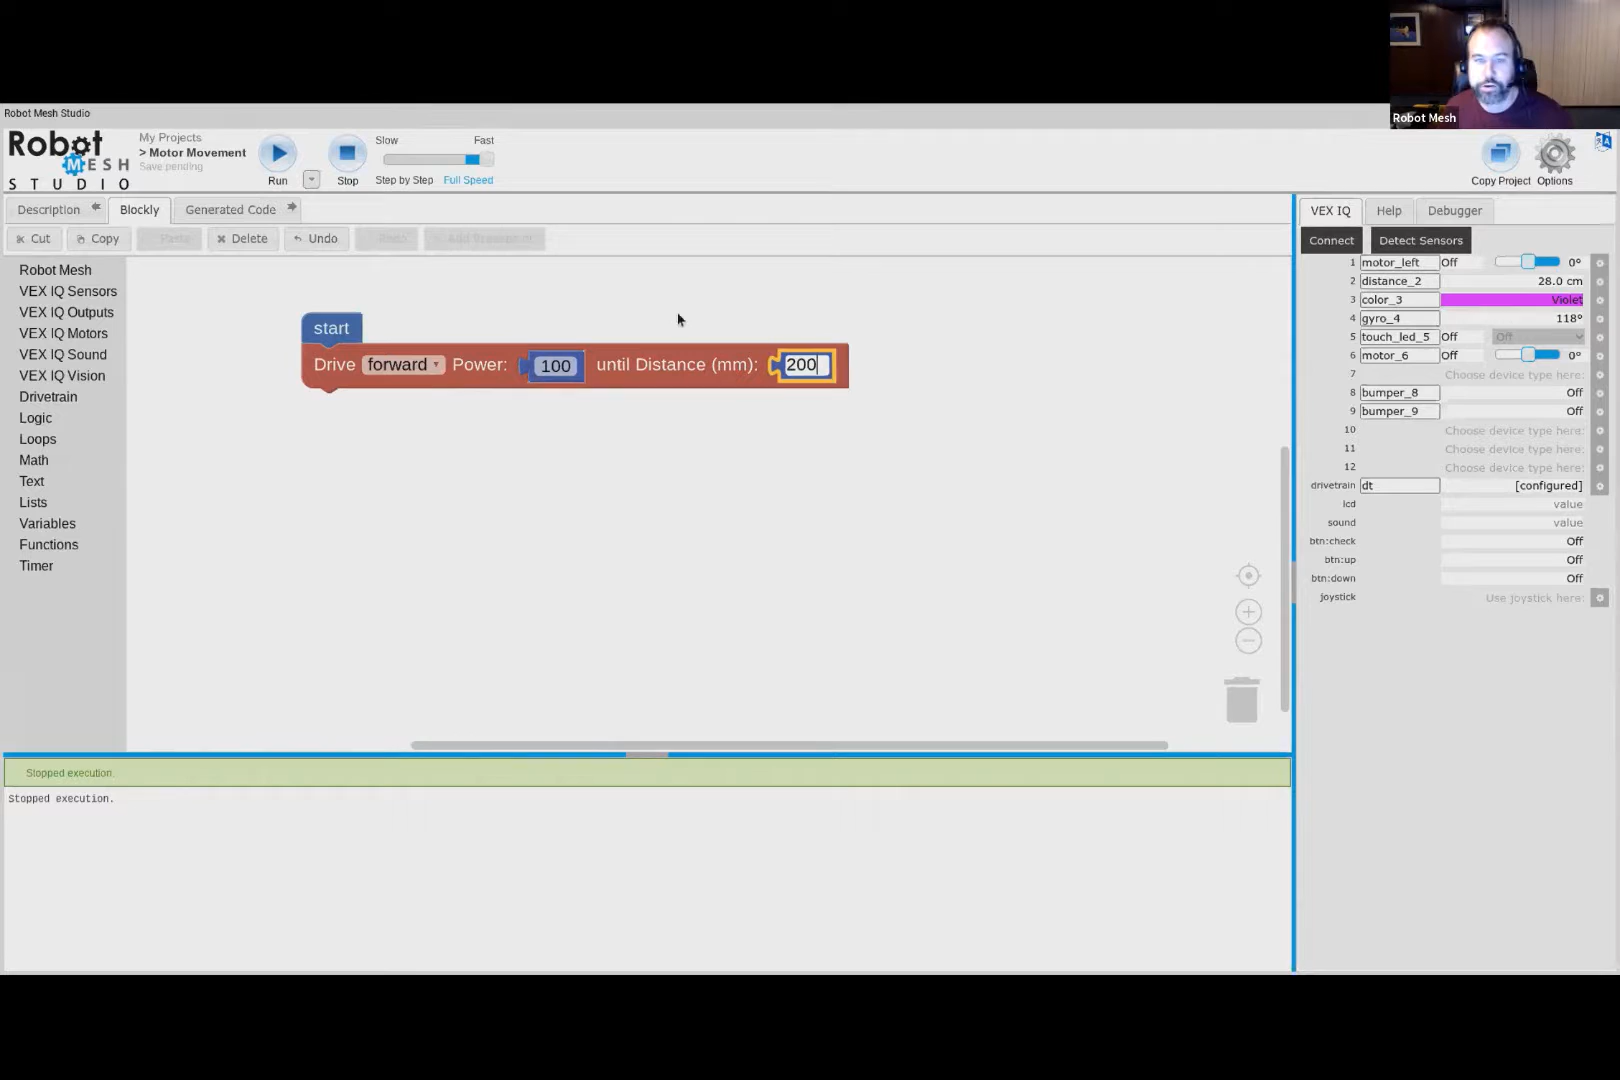 Robot Mesh
Robot Mesh Studio
Robot
MESH
STUDIO
My Projects
> Motor Movement
Save pending
Run
Stop
Slow Fast
Step by Step Full Speed
Copy Project
Options
Description Blockly Generated Code
Cut Copy Paste Delete Undo Redo
Robot Mesh
VEX IQ Sensors
VEX IQ Outputs
VEX IQ Motors
VEX IQ Sound
VEX IQ Vision
Drivetrain
Logic
Loops
Math
Text
Lists
Variables
Functions
Timer
start
Drive forward Power: 100 until Distance (mm): 200
Stopped execution.
Stopped execution.
VEX IQ Help Debugger
Connect Detect Sensors
1 motor_left Off 0°
2 distance_2 28.0 cm
3 color_3 Violet
4 gyro_4 118°
5 touch_led_5 Off Off
6 motor_6 Off 0°
7 Choose device type here:
8 bumper_8 Off
9 bumper_9 Off
10 Choose device type here:
11 Choose device type here:
12 Choose device type here:
drivetrain dt [configured]
lcd value
sound value
btn:check Off
btn:up Off
btn:down Off
joystick Use joystick here: